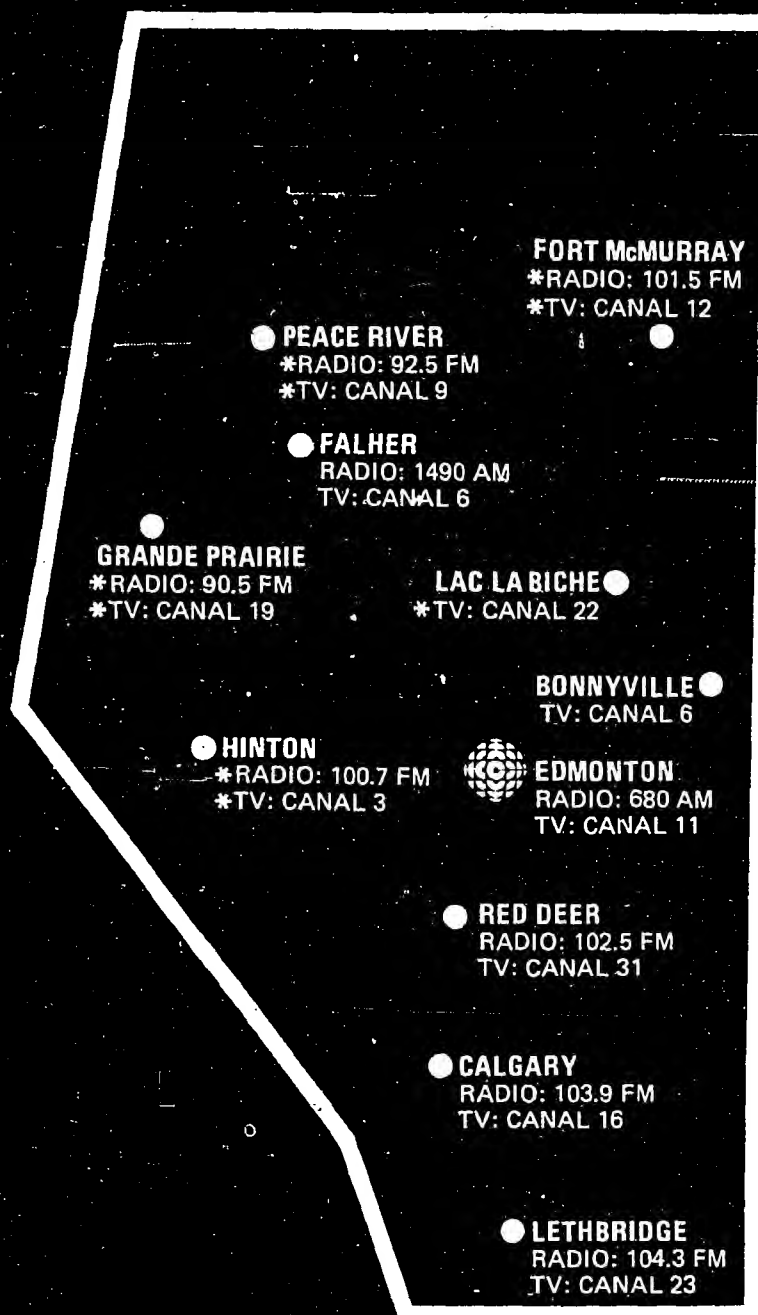 FORT McMURRAY
*RADIO: 101.5 FM
*TV: CANAL 12
PEACE RIVER
*RADIO: 92.5 FM
*TV: CANAL 9
FALHER
RADIO: 1490 AM
TV: CANAL 6
GRANDE PRAIRIE
*RADIO: 90.5 FM
*TV: CANAL 19
LAC LA BICHE
*TV: CANAL 22
BONNYVILLE
TV: CANAL 6
HINTON
*RADIO: 100.7 FM
*TV: CANAL 3
EDMONTON
RADIO: 680 AM
TV: CANAL 11
RED DEER
RADIO: 102.5 FM
TV: CANAL 31
CALGARY
RADIO: 103.9 FM
TV: CANAL 16
LETHBRIDGE
RADIO: 104.3 FM
TV: CANAL 23